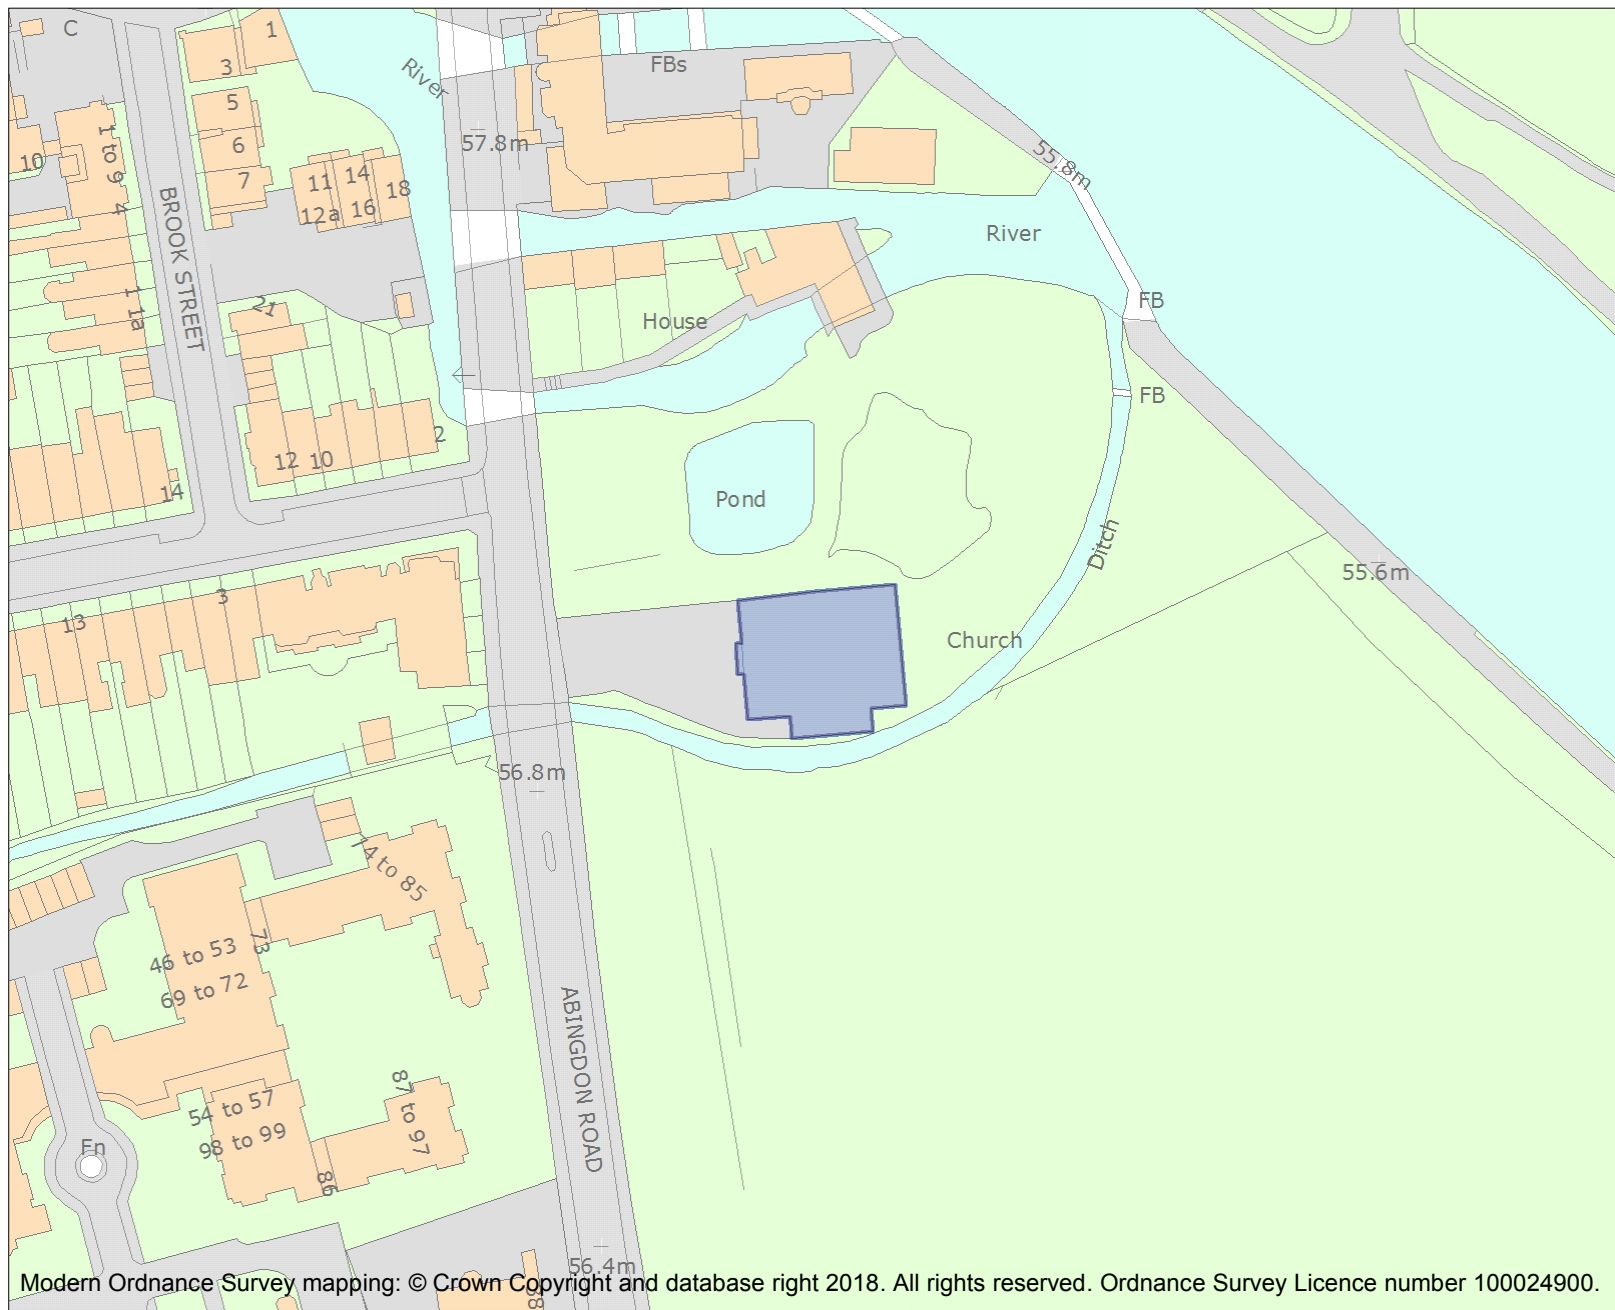 C
1
3
5
6
7
10
1 to 9
4
BROOK STREET
11
14
18
12a
16
River
57.8m
FBs
55.8m
River
FB
House
21
1 1a
FB
2
12
10
14
Pond
Ditch
55.6m
3
13
Church
56.8m
74 to 85
73
46 to 53
69 to 72
ABINGDON ROAD
87 to 97
54 to 57
98 to 99
Fn
86
56.4m
88
Modern Ordnance Survey mapping: © Crown Copyright and database right 2018. All rights reserved. Ordnance Survey Licence number 100024900.